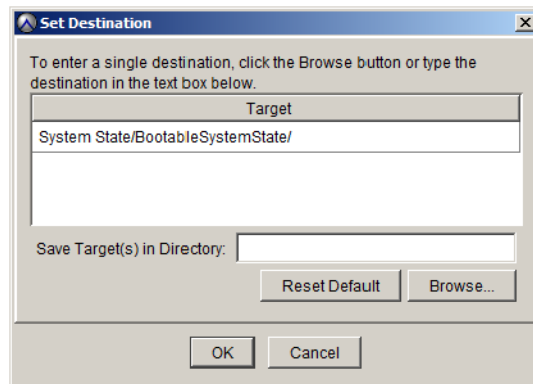 Set Destination
To enter a single destination, click the Browse button or type the
destination in the text box below.
Target
System State/BootableSystemState/
Save Target(s) in Directory:
Reset Default Browse...
OK Cancel